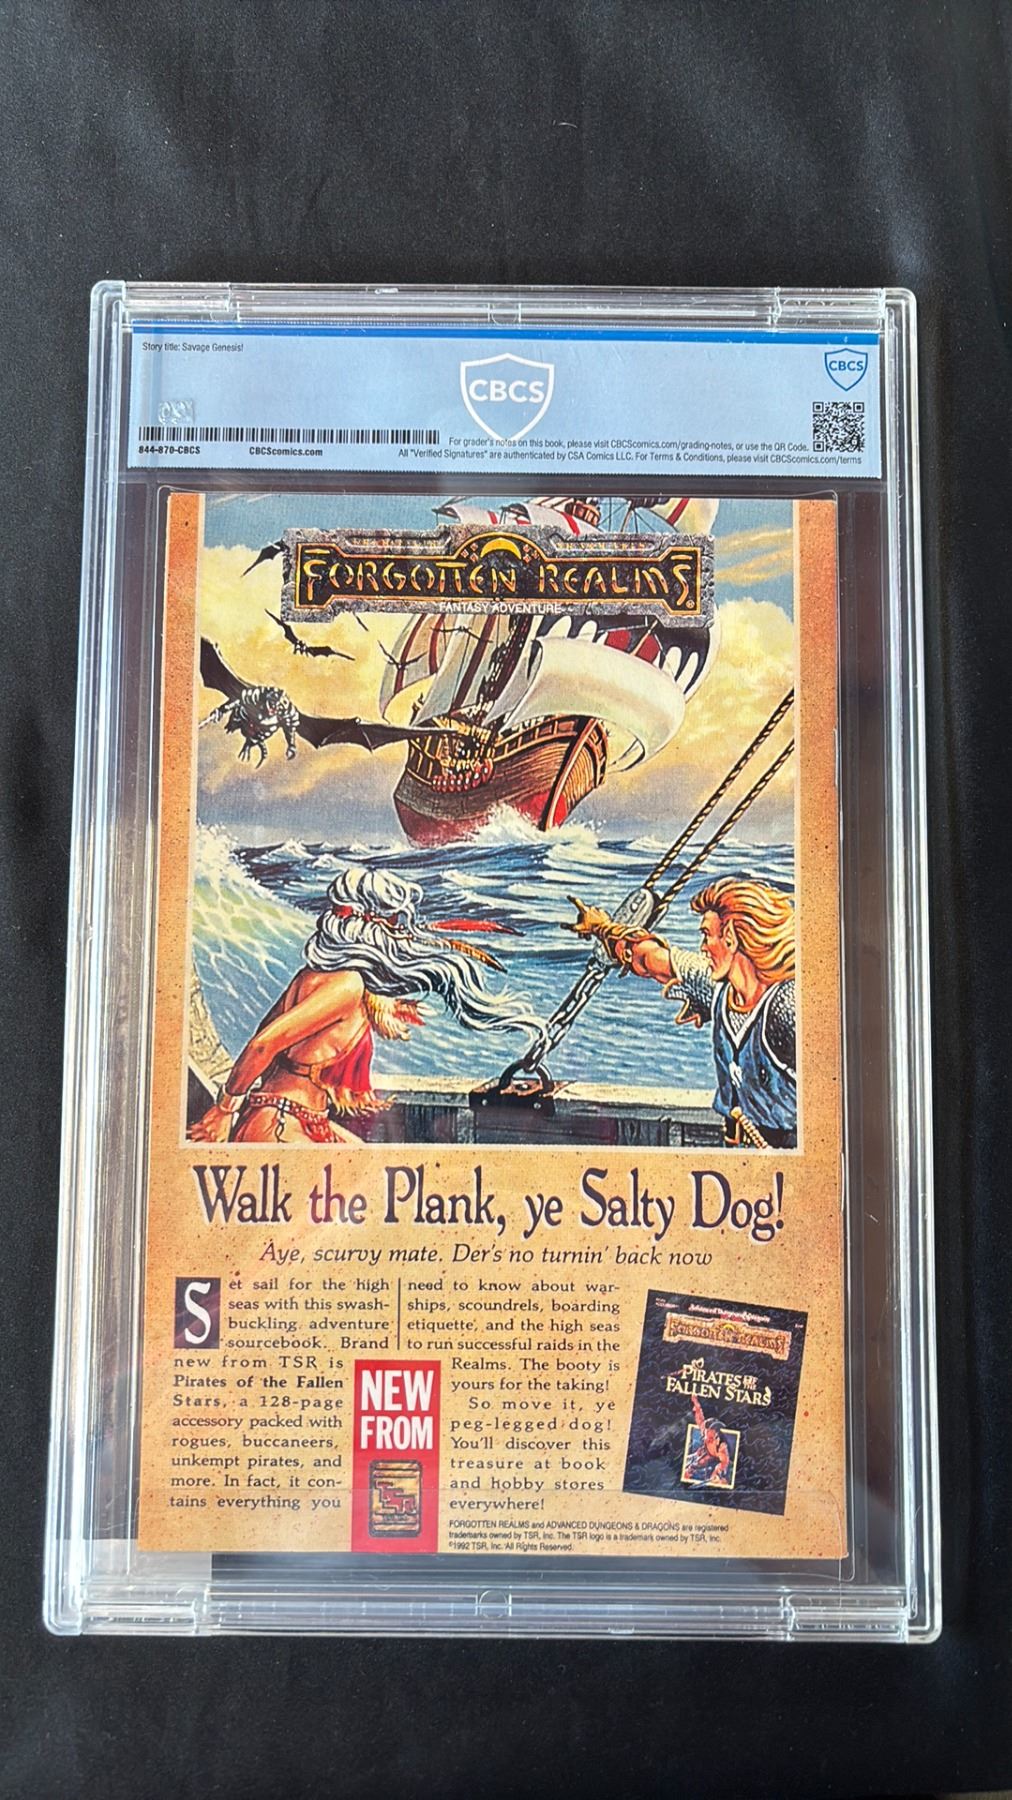 Story title: Savage Genesis!
CBCS
CBCS
844-870-CBCS
CBCScomics.com
For grader's notes on this book, please visit CBCScomics.com/grading-notes, or use the QR Code.
All "Verified Signatures" are authenticated by CSA Comics LLC. For Terms & Conditions, please visit CBCScomics.com/terms
FORGOTTEN REALMS
®
FANTASY ADVENTURE
Walk the Plank, ye Salty Dog!
Aye, scurvy mate. Der's no turnin' back now
Set sail for the high
seas with this swash-
buckling adventure
sourcebook. Brand
new from TSR is
Pirates of the Fallen
Stars, a 128-page
accessory packed with
rogues, buccaneers,
unkempt pirates, and
more. In fact, it con-
tains everything you
need to know about war-
ships, scoundrels, boarding
etiquette, and the high seas
to run successful raids in the
Realms. The booty is
yours for the taking!
So move it, ye
peg-legged dog!
You'll discover this
treasure at book
and hobby stores
everywhere!
NEW
FROM
TSR
Advanced Dungeons & Dragons
FORGOTTEN REALMS
PIRATES OF THE
FALLEN STARS
FORGOTTEN REALMS and ADVANCED DUNGEONS & DRAGONS are registered
trademarks owned by TSR, Inc. The TSR logo is a trademark owned by TSR, Inc.
©1992 TSR, Inc. All Rights Reserved.